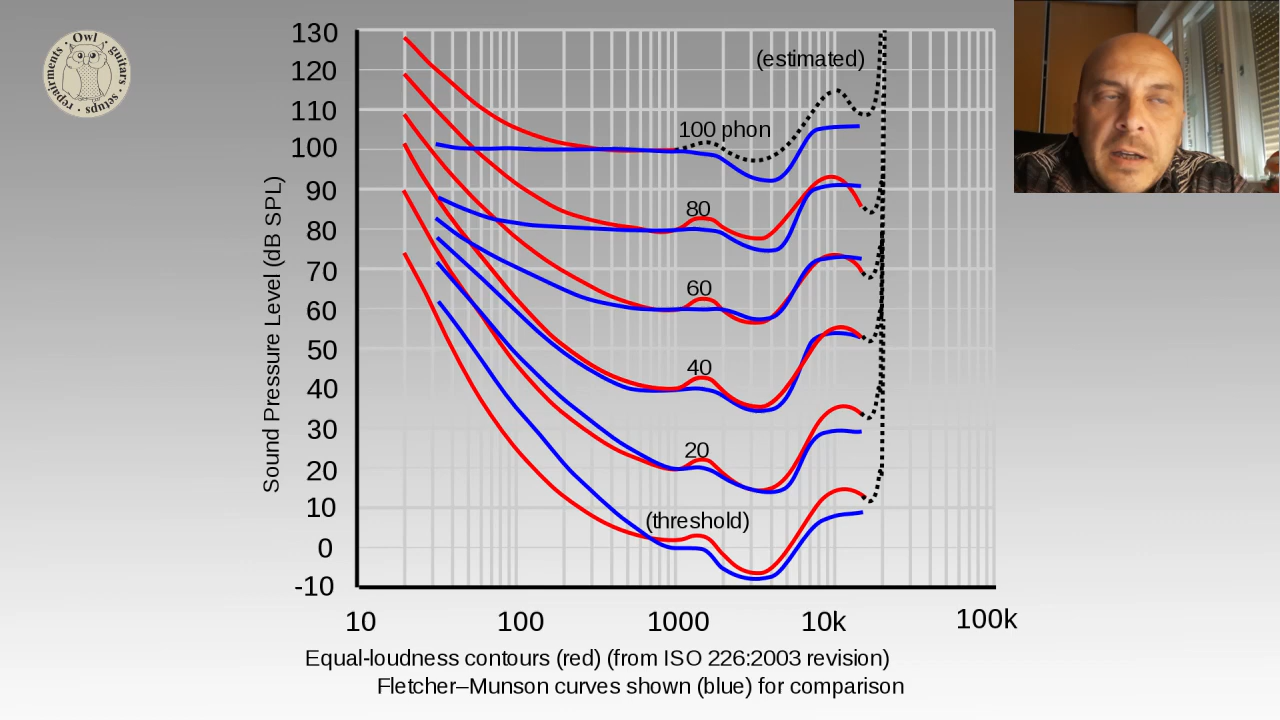 Owl
guitars
setups
repairments
130
120
110
100
90
80
70
60
50
40
30
20
10
0
-10
Sound Pressure Level (dB SPL)
(estimated)
100 phon
80
60
40
20
(threshold)
10
100
1000
10k
100k
Equal-loudness contours (red) (from ISO 226:2003 revision)
Fletcher–Munson curves shown (blue) for comparison